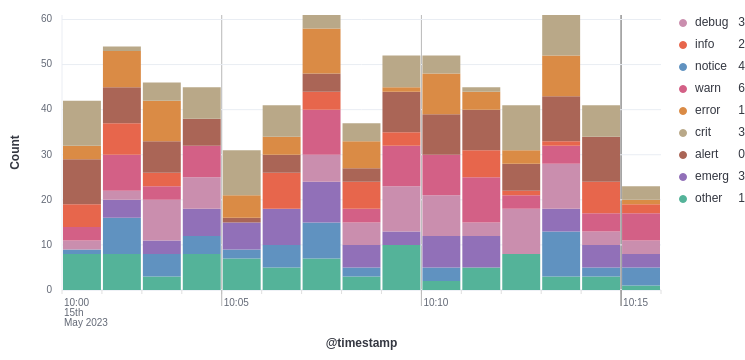 60
50
40
30
20
10
0
Count
10:00
15th
May 2023
10:05
10:10
10:15
@timestamp
debug 3
info 2
notice 4
warn 6
error 1
crit 3
alert 0
emerg 3
other 1